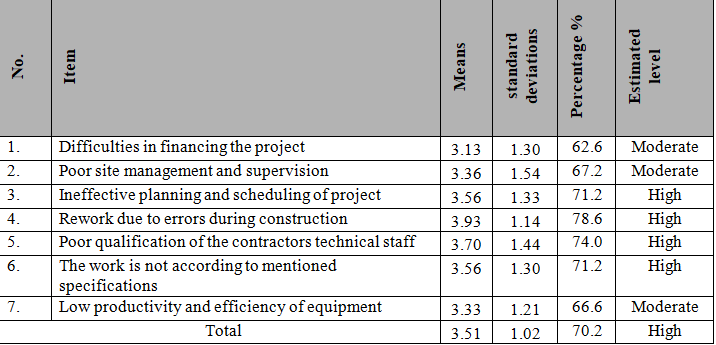 No. Item Means standard deviations Percentage % Estimated level
1. Difficulties in financing the project 3.13 1.30 62.6 Moderate
2. Poor site management and supervision 3.36 1.54 67.2 Moderate
3. Ineffective planning and scheduling of project 3.56 1.33 71.2 High
4. Rework due to errors during construction 3.93 1.14 78.6 High
5. Poor qualification of the contractors technical staff 3.70 1.44 74.0 High
6. The work is not according to mentioned specifications 3.56 1.30 71.2 High
7. Low productivity and efficiency of equipment 3.33 1.21 66.6 Moderate
Total 3.51 1.02 70.2 High